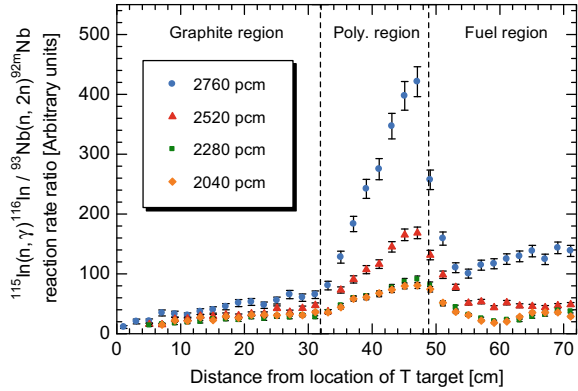 Graphite region Poly. region Fuel region
2760 pcm
2520 pcm
2280 pcm
2040 pcm
500
400
300
200
100
0
0 10 20 30 40 50 60 70
Distance from location of T target [cm]
¹¹⁵In(n, γ)¹¹⁶In / ⁹³Nb(n, 2n)⁹²ᵐNb
reaction rate ratio [Arbitrary units]